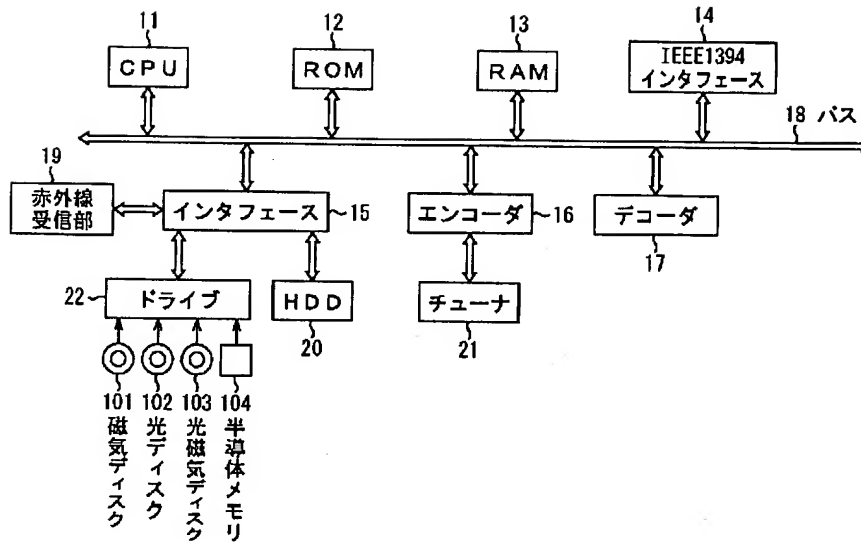 11
CPU
12
ROM
13
RAM
14
IEEE1394
インタフェース
18 バス
19
赤外線
受信部
インタフェース
15
エンコーダ
16
デコーダ
17
22
ドライブ
HDD
20
チューナ
21
101
磁気ディスク
102
光ディスク
103
光磁気ディスク
104
半導体メモリ